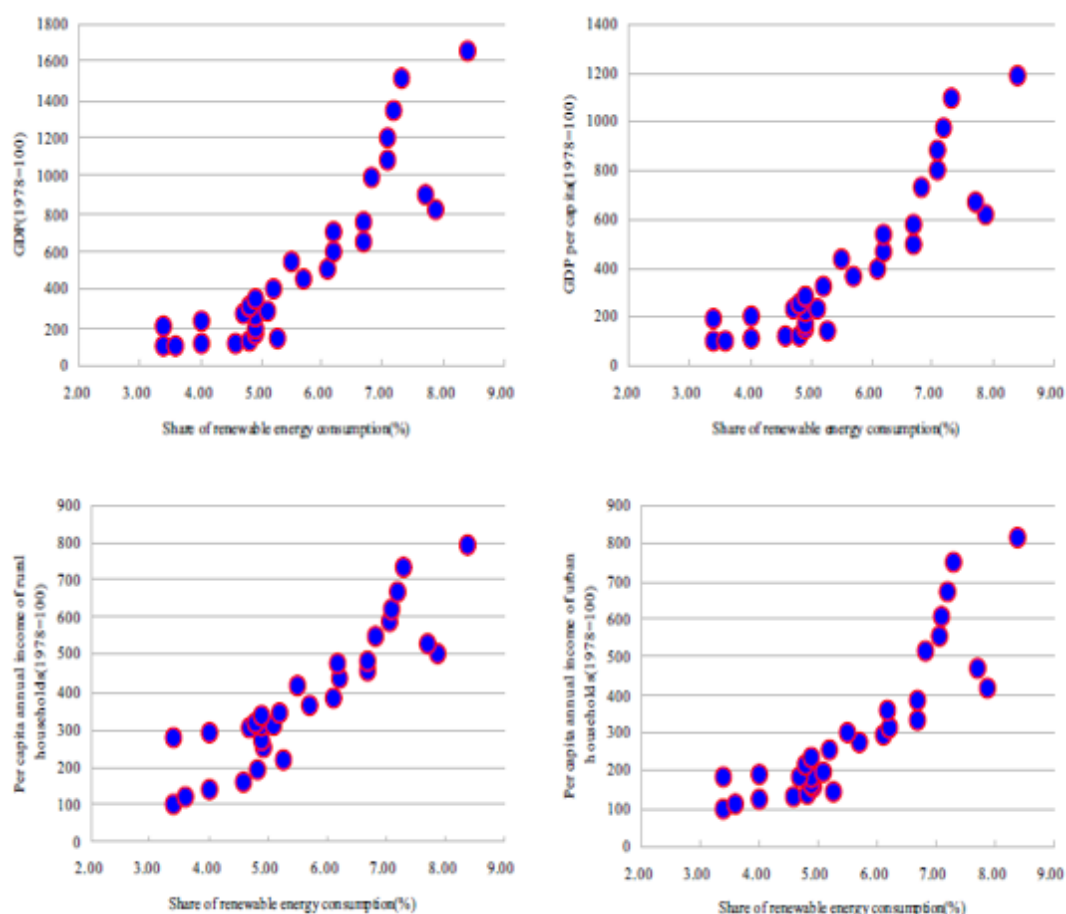 1800
1600
1400
1200
1000
800
600
400
200
0
GDP(1978=100)
2.00 3.00 4.00 5.00 6.00 7.00 8.00 9.00
Share of renewable energy consumption(%)
1400
1200
1000
800
600
400
200
0
GDP per capita(1978=100)
2.00 3.00 4.00 5.00 6.00 7.00 8.00 9.00
Share of renewable energy consumption(%)
900
800
700
600
500
400
300
200
100
0
Per capita annual income of rural
households(1978=100)
2.00 3.00 4.00 5.00 6.00 7.00 8.00 9.00
Share of renewable energy consumption(%)
900
800
700
600
500
400
300
200
100
0
Per capita annual income of urban
households(1978=100)
2.00 3.00 4.00 5.00 6.00 7.00 8.00 9.00
Share of renewable energy consumption(%)